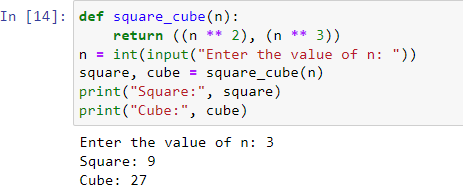 In [14]: def square_cube(n):
    return ((n ** 2), (n ** 3))
n = int(input("Enter the value of n: "))
square, cube = square_cube(n)
print("Square:", square)
print("Cube:", cube)
Enter the value of n: 3
Square: 9
Cube: 27